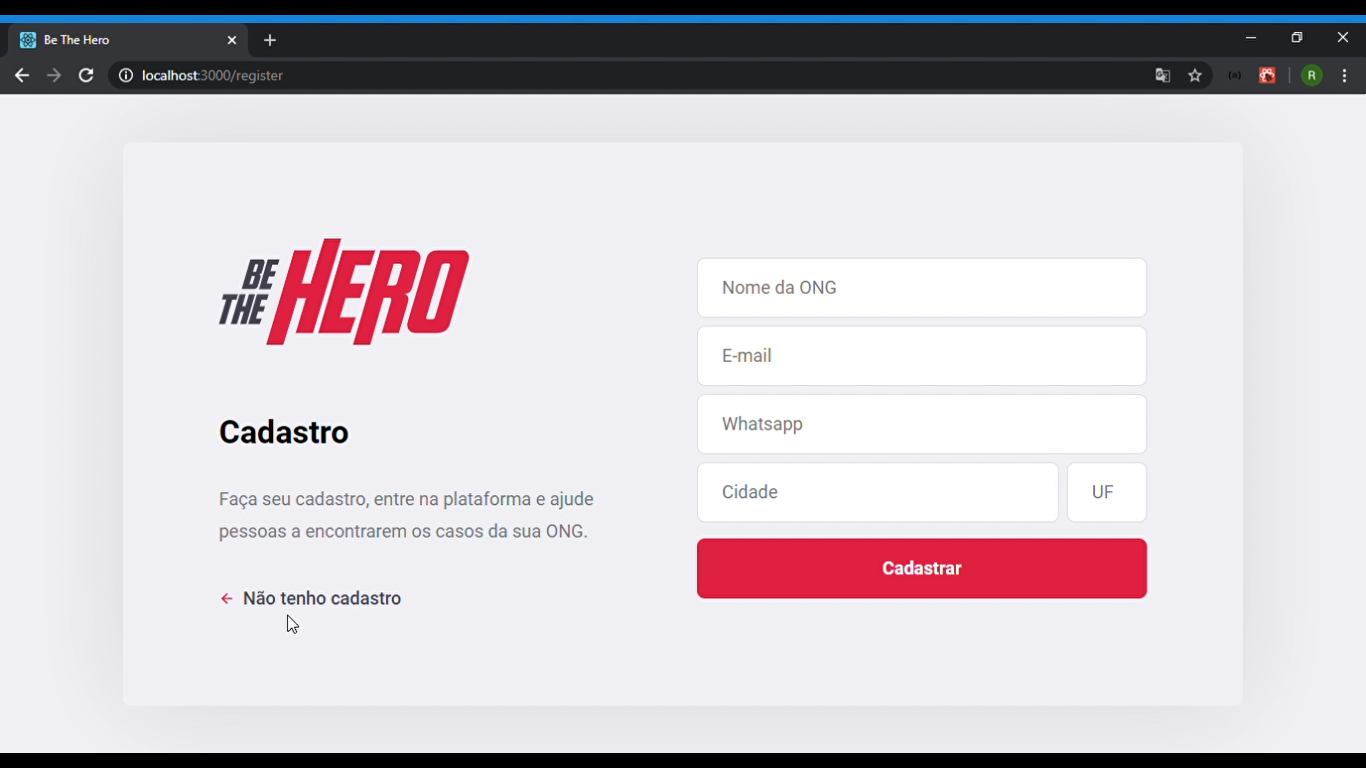 Be The Hero
localhost:3000/register
R
BE
THE
HERO
Cadastro
Faça seu cadastro, entre na plataforma e ajude
pessoas a encontrarem os casos da sua ONG.
Não tenho cadastro
Nome da ONG
E-mail
Whatsapp
Cidade
UF
Cadastrar